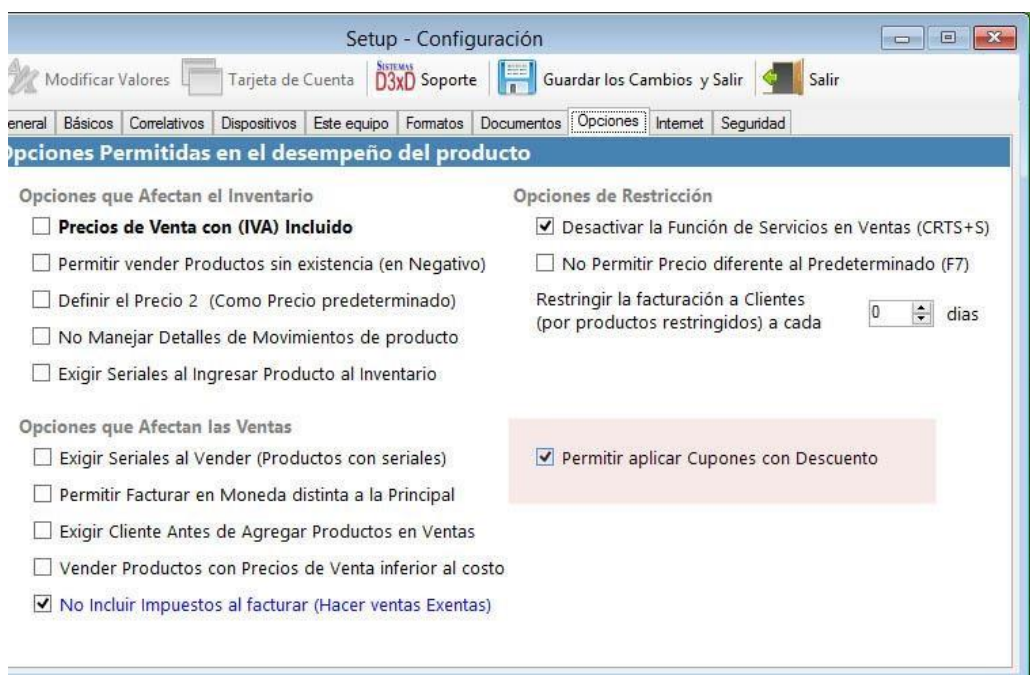 Setup - Configuración
Modificar Valores
Tarjeta de Cuenta
SISTEMAS
D3xD Soporte
Guardar los Cambios y Salir
Salir
eneral Básicos Correlativos Dispositivos Este equipo Formatos Documentos Opciones Internet Seguridad
Opciones Permitidas en el desempeño del producto
Opciones que Afectan el Inventario
Precios de Venta con (IVA) Incluido
Permitir vender Productos sin existencia (en Negativo)
Definir el Precio 2 (Como Precio predeterminado)
No Manejar Detalles de Movimientos de producto
Exigir Seriales al Ingresar Producto al Inventario
Opciones de Restricción
Desactivar la Función de Servicios en Ventas (CRTS+S)
No Permitir Precio diferente al Predeterminado (F7)
Restringir la facturación a Clientes
(por productos restringidos) a cada 0 dias
Opciones que Afectan las Ventas
Exigir Seriales al Vender (Productos con seriales)
Permitir Facturar en Moneda distinta a la Principal
Exigir Cliente Antes de Agregar Productos en Ventas
Vender Productos con Precios de Venta inferior al costo
No Incluir Impuestos al facturar (Hacer ventas Exentas)
Permitir aplicar Cupones con Descuento